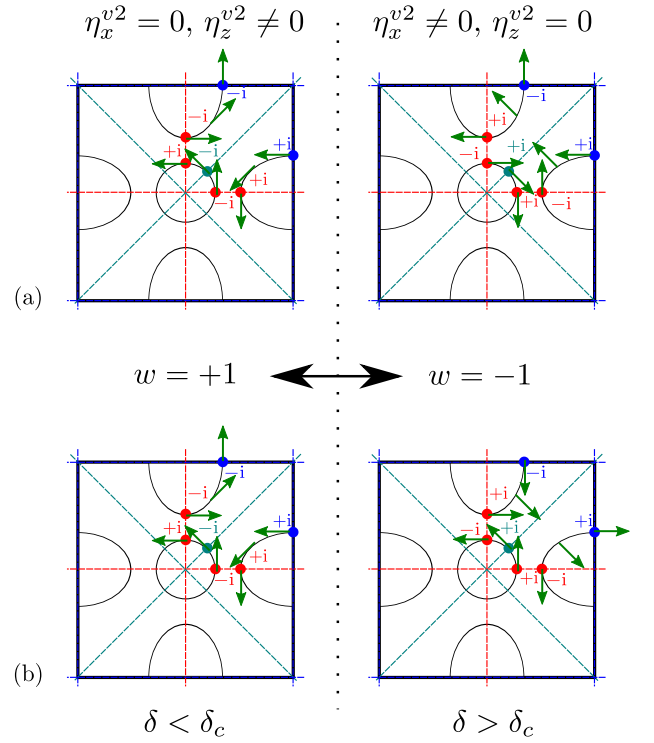 η_x^{v2} = 0, η_z^{v2} ≠ 0
η_x^{v2} ≠ 0, η_z^{v2} = 0
−i
−i
+i
+i
−i
+i
−i
−i
+i
+i
−i
+i
+i
−i
(a)
w = +1
w = −1
−i
−i
+i
+i
−i
+i
−i
−i
+i
+i
−i
+i
+i
−i
(b)
δ < δ_c
δ > δ_c